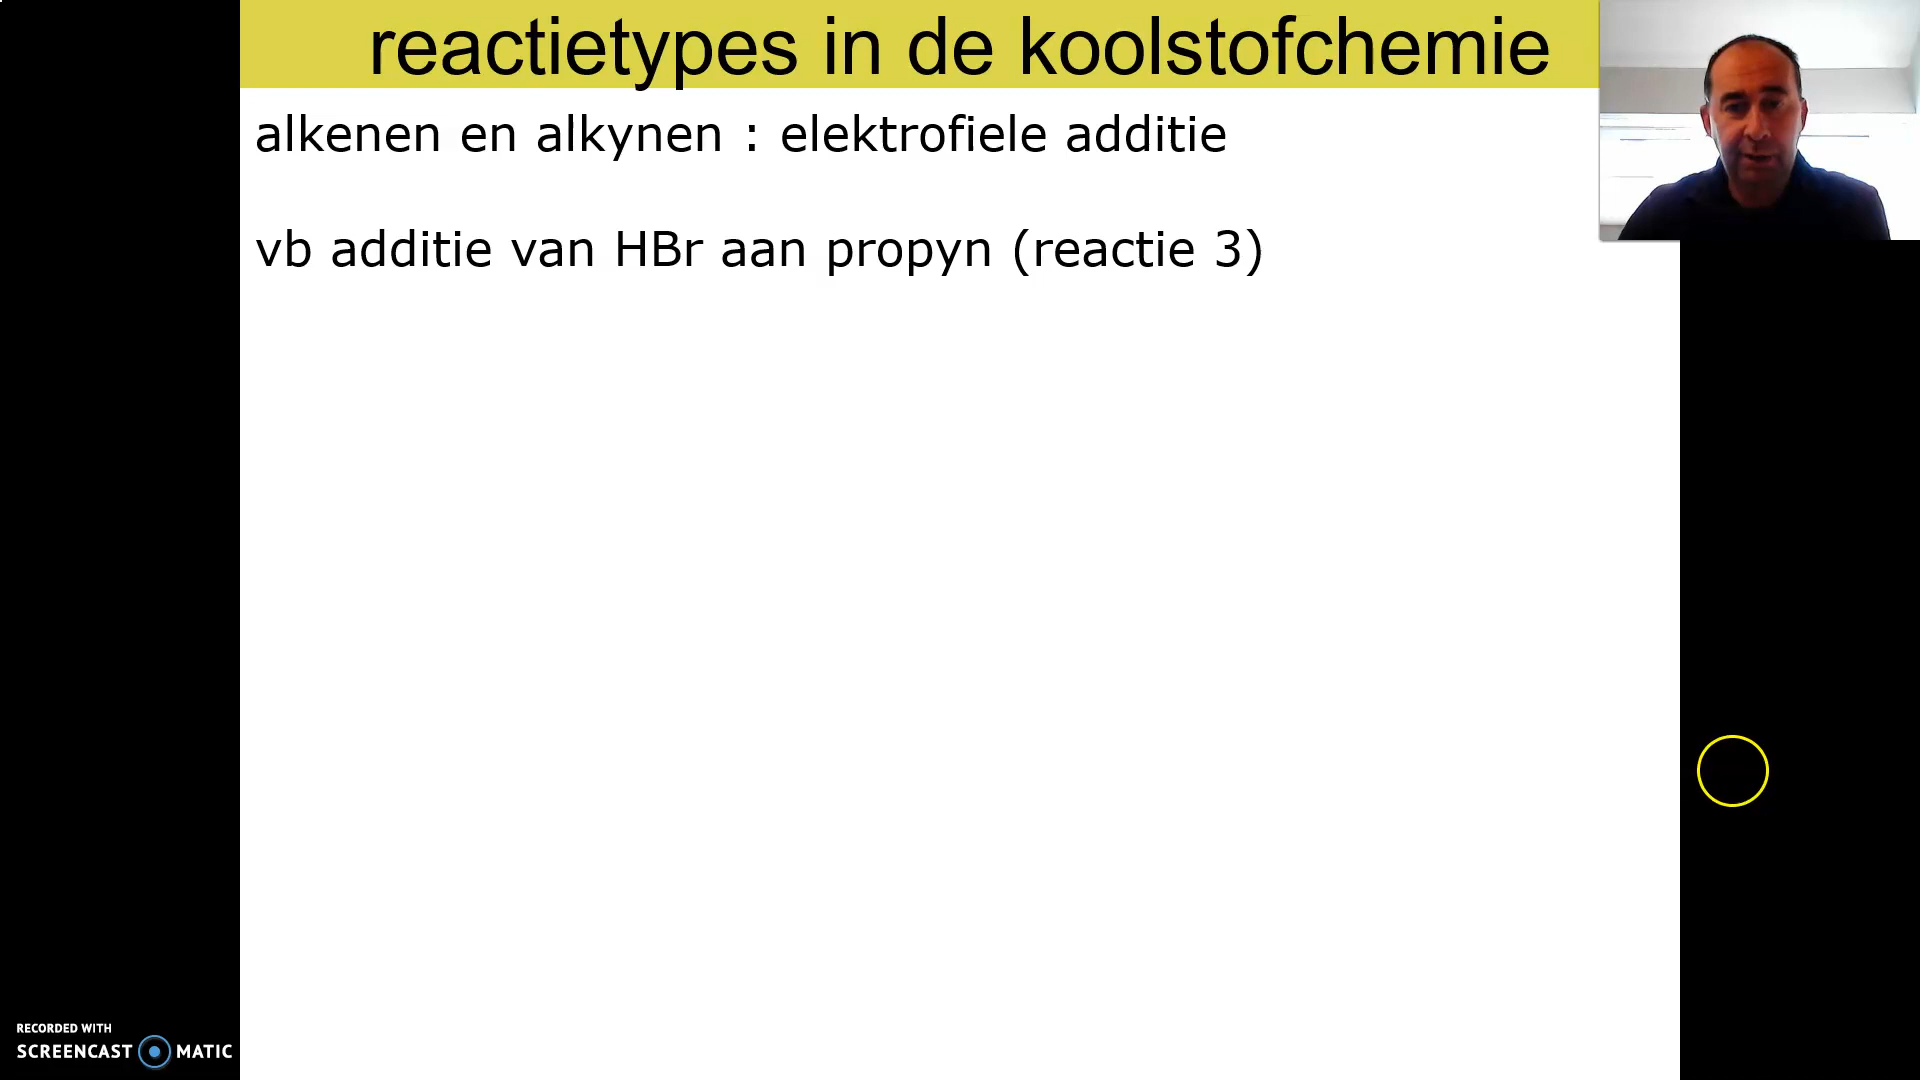 reactietypes in de koolstofchemie
alkenen en alkynen : elektrofiele additie
vb additie van HBr aan propyn (reactie 3)
RECORDED WITH
SCREENCAST MATIC